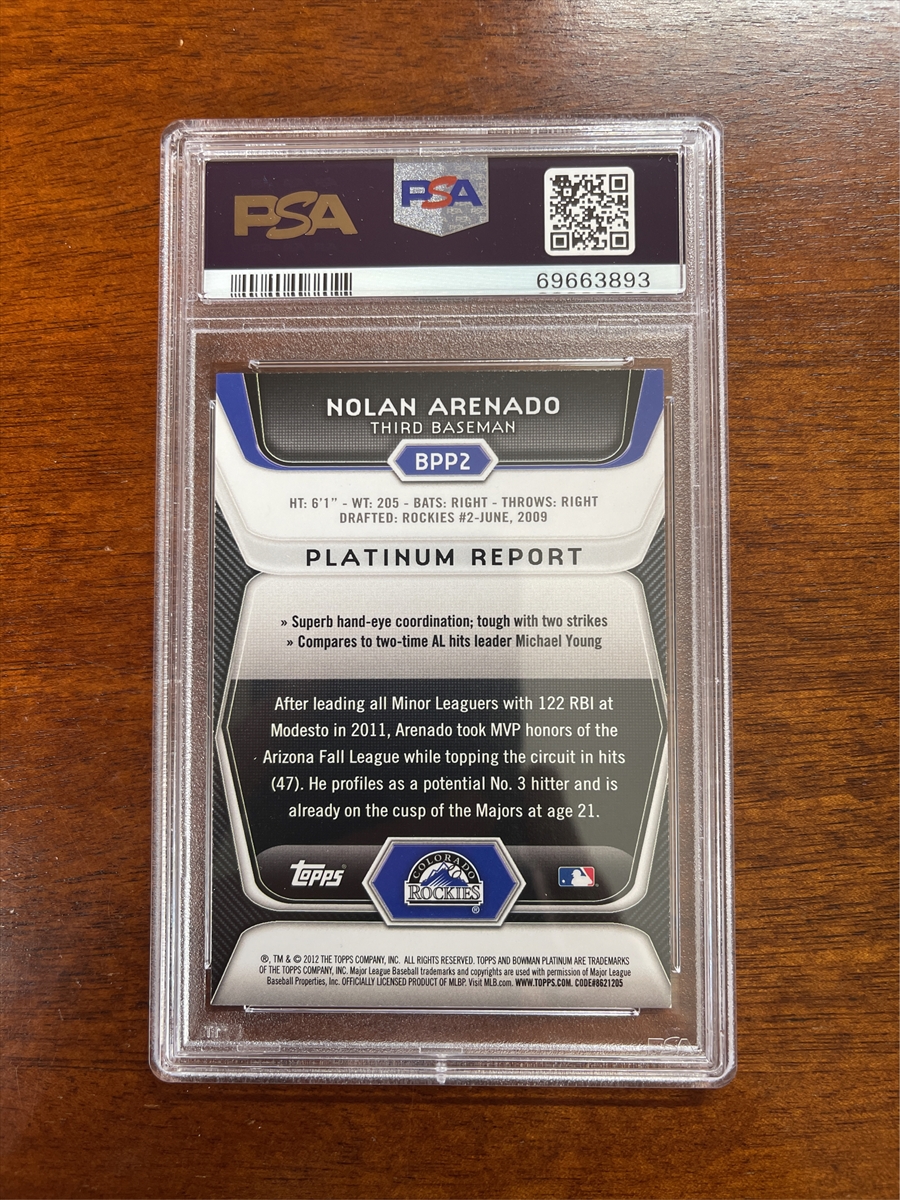 PSA
PSA
69663893
NOLAN ARENADO
THIRD BASEMAN
BPP2
HT: 6'1" - WT: 205 - BATS: RIGHT - THROWS: RIGHT
DRAFTED: ROCKIES #2-JUNE, 2009
PLATINUM REPORT
» Superb hand-eye coordination; tough with two strikes
» Compares to two-time AL hits leader Michael Young
After leading all Minor Leaguers with 122 RBI at
Modesto in 2011, Arenado took MVP honors of the
Arizona Fall League while topping the circuit in hits
(47). He profiles as a potential No. 3 hitter and is
already on the cusp of the Majors at age 21.
Topps®
COLORADO
ROCKIES
®
®, TM & © 2012 THE TOPPS COMPANY, INC. ALL RIGHTS RESERVED. TOPPS AND BOWMAN PLATINUM ARE TRADEMARKS
OF THE TOPPS COMPANY, INC. Major League Baseball trademarks and copyrights are used with permission of Major League
Baseball Properties, Inc. OFFICIALLY LICENSED PRODUCT OF MLBP. Visit MLB.com. WWW.TOPPS.COM. CODE#8621205
PSA